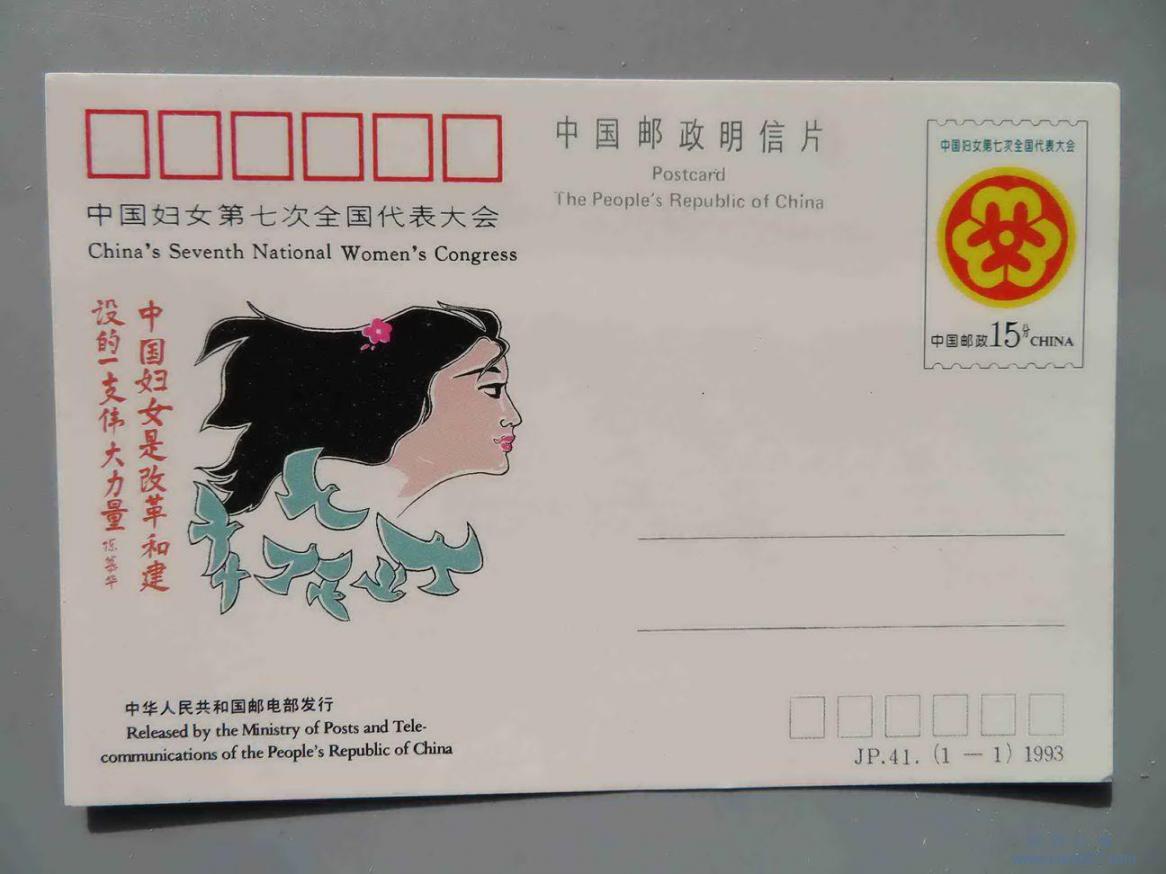 中国邮政明信片
Postcard
The People's Republic of China
中国妇女第七次全国代表大会
中国邮政15分CHINA
中国妇女第七次全国代表大会
China's Seventh National Women's Congress
中国妇女是改革和建
设的一支伟大力量
陈慕华
中华人民共和国邮电部发行
Released by the Ministry of Posts and Tele-
communications of the People's Republic of China
JP.41. (1—1) 1993